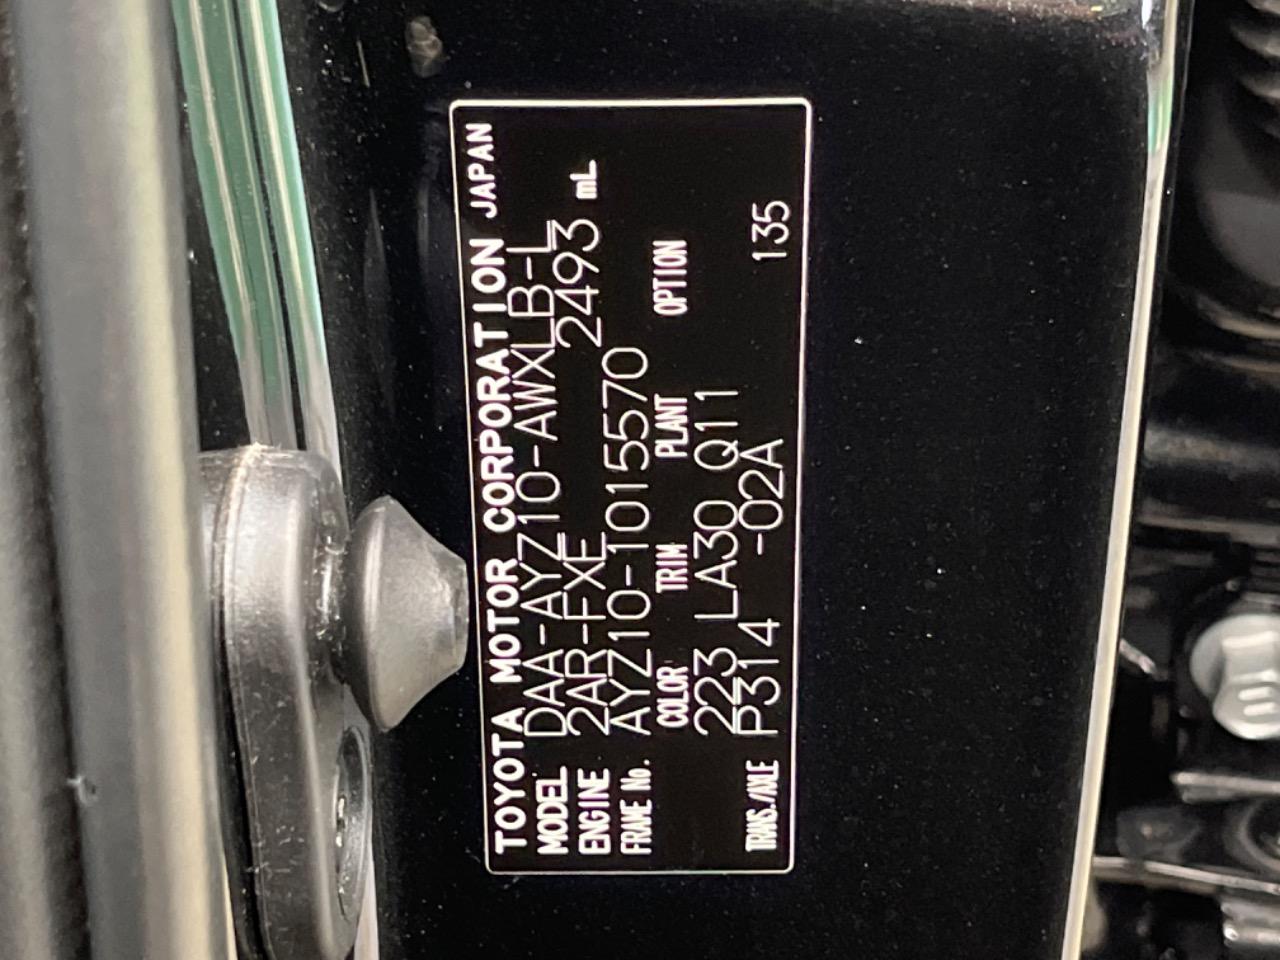 TOYOTA MOTOR CORPORATION JAPAN
MODEL DAA-AYZ10-AWXLB-L
ENGINE 2AR-FXE 2493 mL
FRAME No. AYZ10-1015570
COLOR TRIM PLANT OPTION
223 LA30 Q11
TRANS./AXLE P314 -02A 135